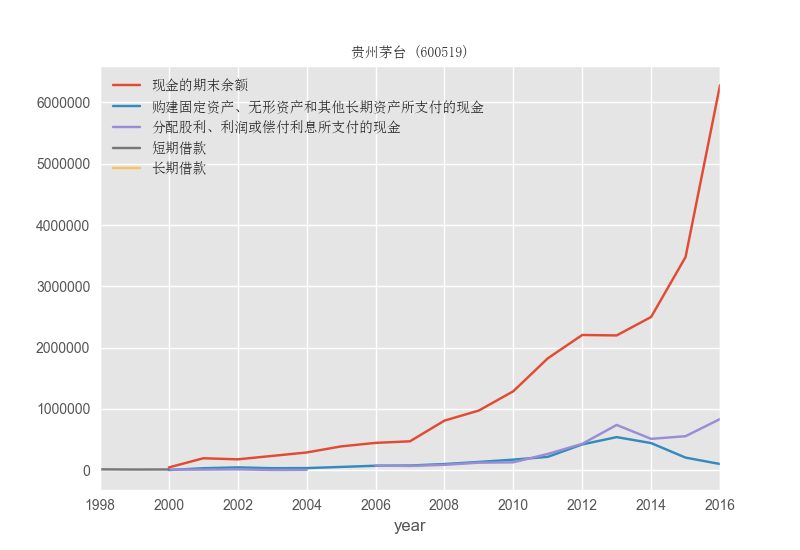 贵州茅台 (600519)
现金的期末余额
购建固定资产、无形资产和其他长期资产所支付的现金
分配股利、利润或偿付利息所支付的现金
短期借款
长期借款
6000000
5000000
4000000
3000000
2000000
1000000
0
1998 2000 2002 2004 2006 2008 2010 2012 2014 2016
year